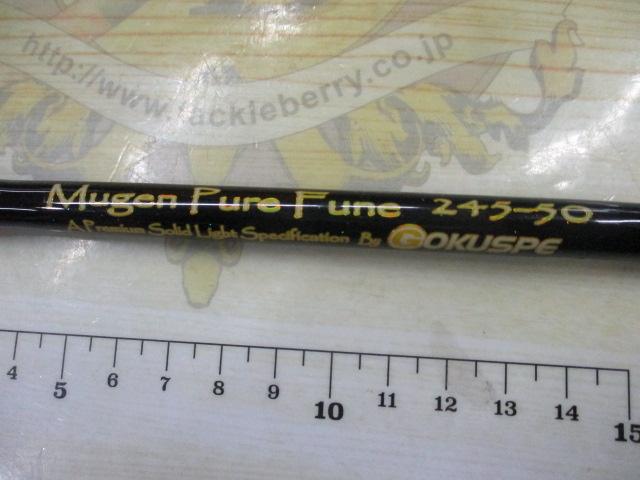 http://www.tackleberry.co.jp
Mugen Pure Fune 245-50
A Premium Solid Light Specification By GOKUSPE
4 5 6 7 8 9 10 11 12 13 14 15